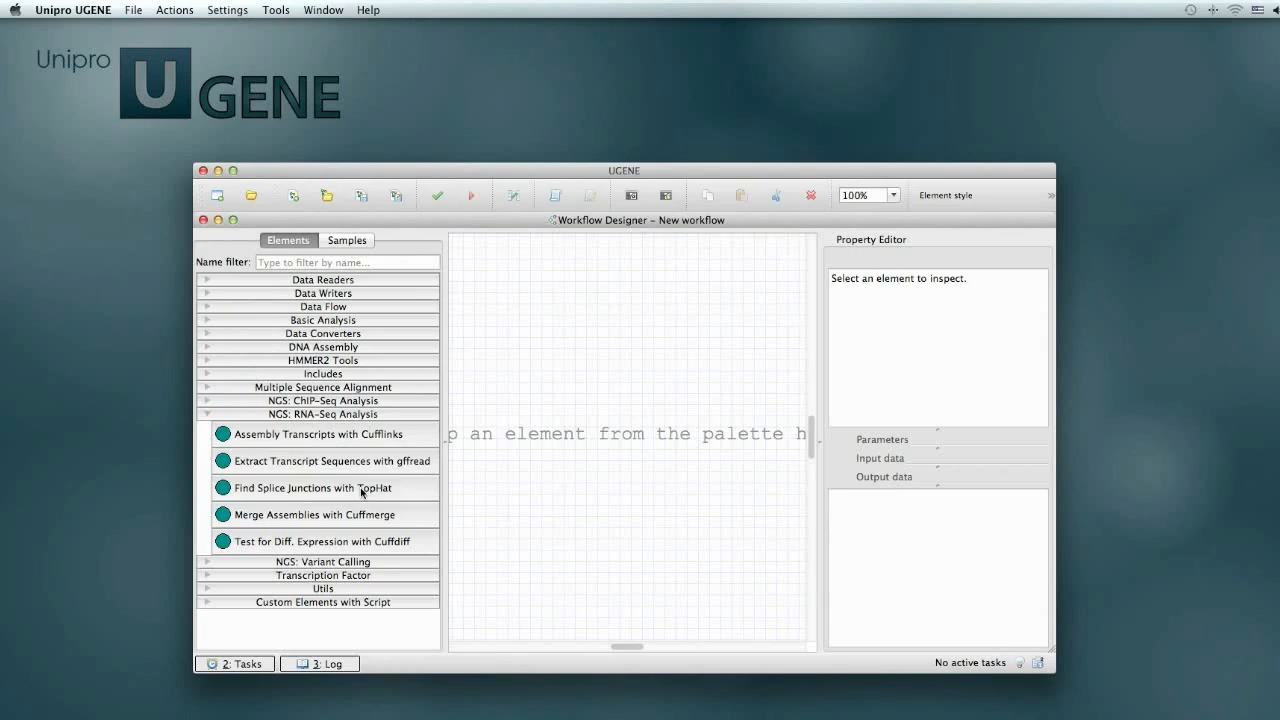 Unipro UGENE File Actions Settings Tools Window Help
Unipro
U GENE
UGENE
100% Element style »
Workflow Designer – New workflow
Elements Samples
Property Editor
Name filter: Type to filter by name...
Select an element to inspect.
Data Readers
Data Writers
Data Flow
Basic Analysis
Data Converters
DNA Assembly
HMMER2 Tools
Includes
Multiple Sequence Alignment
NGS: ChIP-Seq Analysis
NGS: RNA-Seq Analysis
Assembly Transcripts with Cufflinks
Extract Transcript Sequences with gffread
Find Splice Junctions with TopHat
Merge Assemblies with Cuffmerge
Test for Diff. Expression with Cuffdiff
NGS: Variant Calling
Transcription Factor
Utils
Custom Elements with Script
p an element from the palette h
Parameters
Input data
Output data
2: Tasks 3: Log
No active tasks